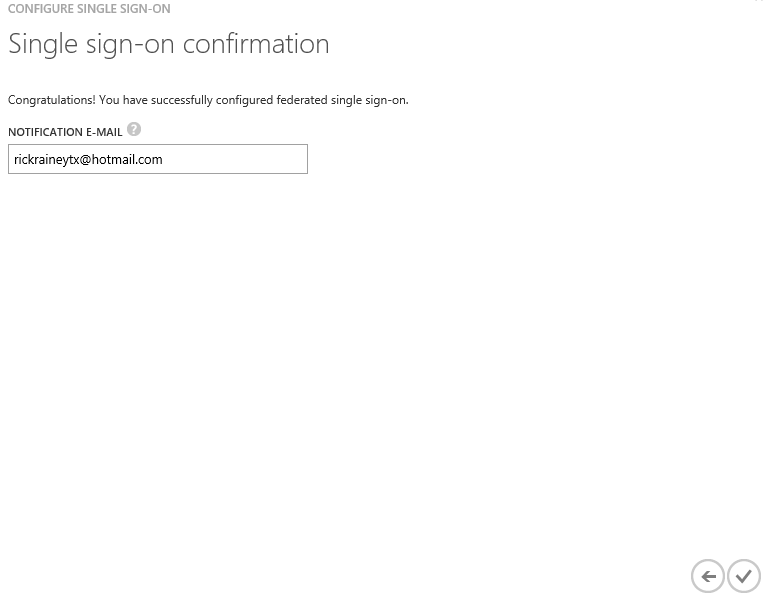 CONFIGURE SINGLE SIGN-ON
Single sign-on confirmation
Congratulations! You have successfully configured federated single sign-on.
NOTIFICATION E-MAIL ?
rickraineytx@hotmail.com